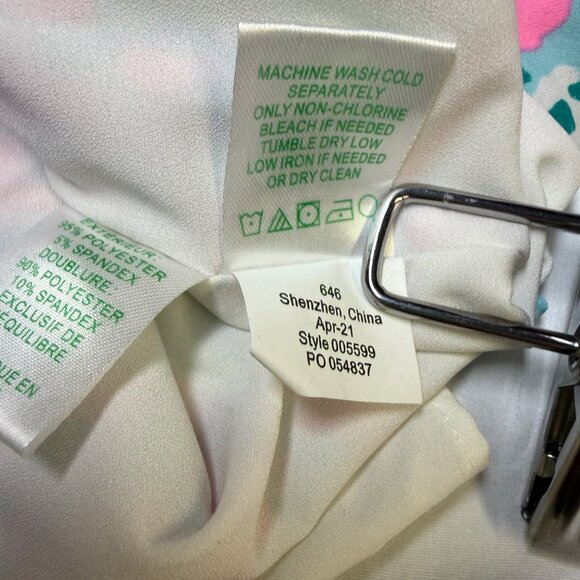 MACHINE WASH COLD
SEPARATELY
ONLY NON-CHLORINE
BLEACH IF NEEDED
TUMBLE DRY LOW
LOW IRON IF NEEDED
OR DRY CLEAN
EXTÉRIEUR:
95% POLYESTER
5% SPANDEX
DOUBLURE
90% POLYESTER
10% SPANDEX
EXCLUSIF DE
EN
646
Shenzhen, China
Apr-21
Style 005599
PO 054837